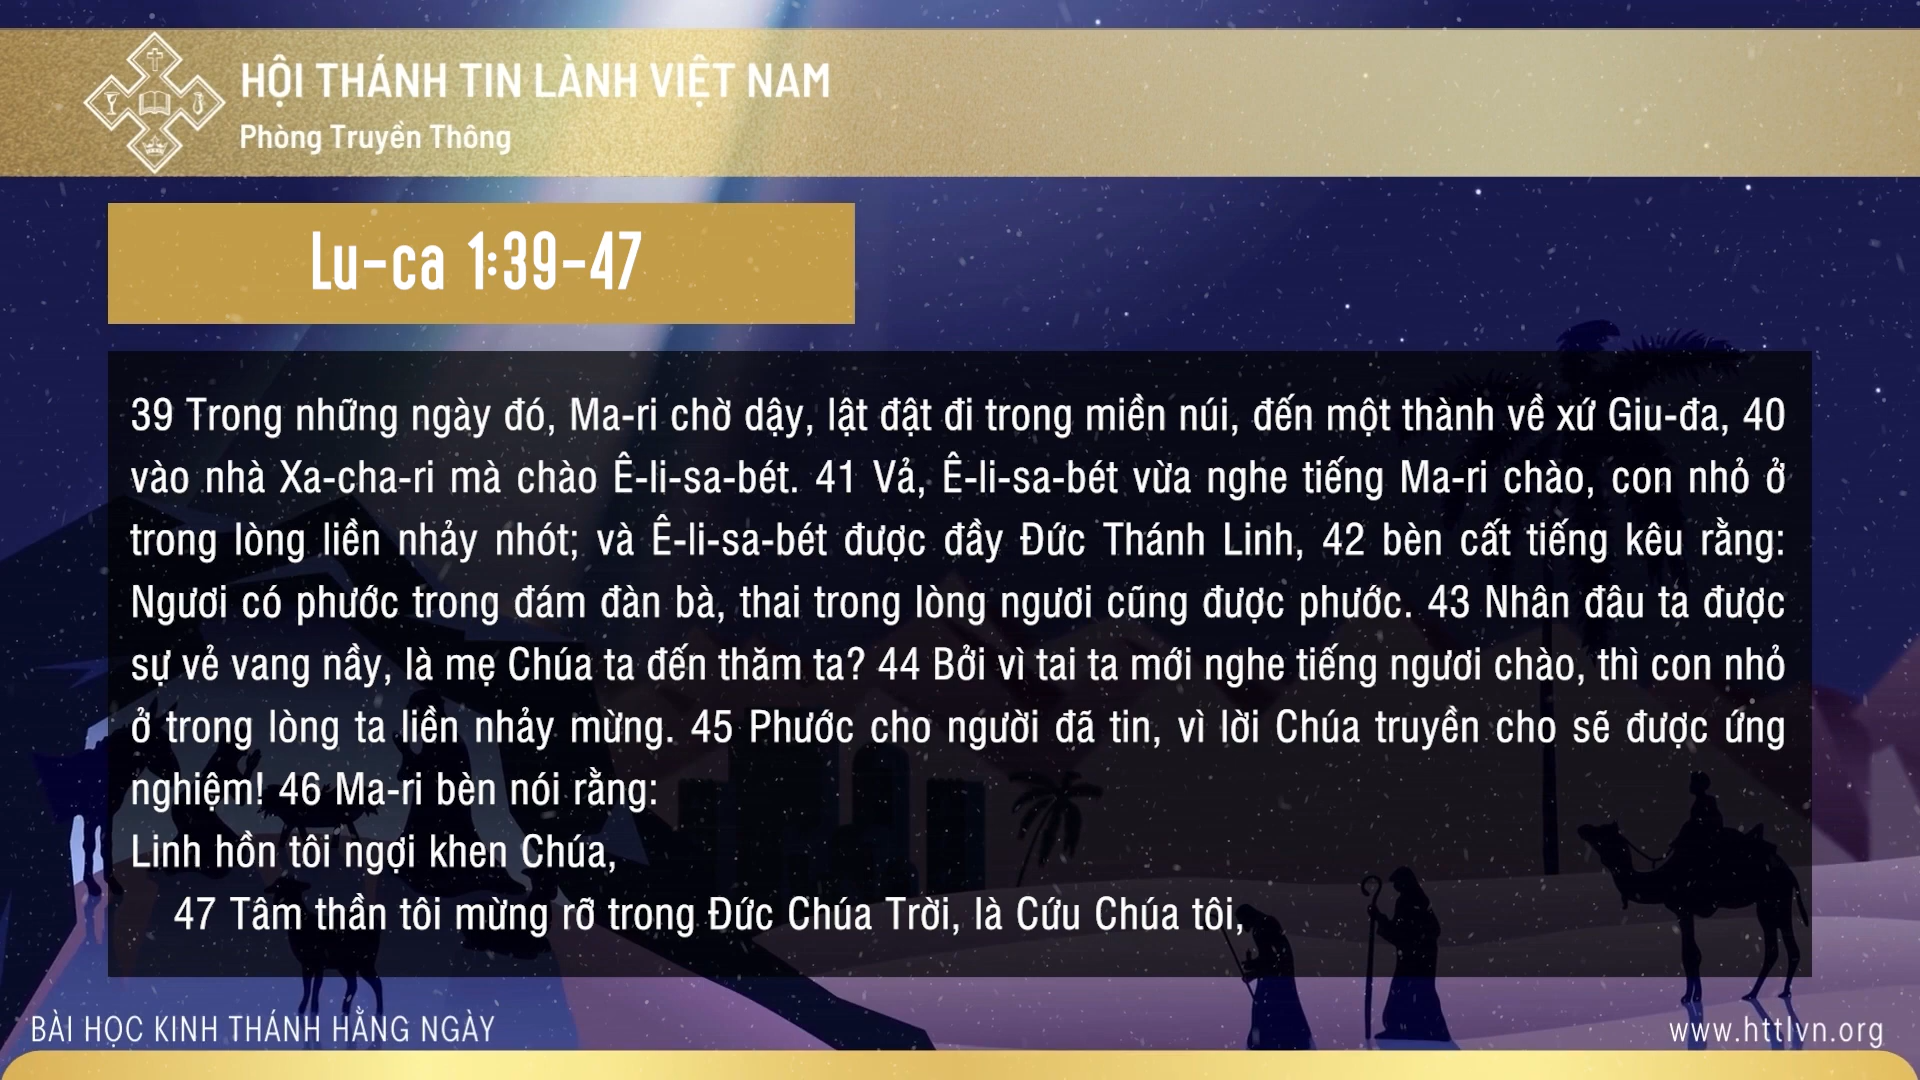 HỘI THÁNH TIN LÀNH VIỆT NAM
Phòng Truyền Thông
Lu-ca 1:39-47
39 Trong những ngày đó, Ma-ri chờ dậy, lật đật đi trong miền núi, đến một thành về xứ Giu-đa, 40
vào nhà Xa-cha-ri mà chào Ê-li-sa-bét. 41 Vả, Ê-li-sa-bét vừa nghe tiếng Ma-ri chào, con nhỏ ở
trong lòng liền nhảy nhót; và Ê-li-sa-bét được đầy Đức Thánh Linh, 42 bèn cất tiếng kêu rằng:
Ngươi có phước trong đám đàn bà, thai trong lòng ngươi cũng được phước. 43 Nhân đâu ta được
sự vẻ vang nầy, là mẹ Chúa ta đến thăm ta? 44 Bởi vì tai ta mới nghe tiếng ngươi chào, thì con nhỏ
ở trong lòng ta liền nhảy mừng. 45 Phước cho người đã tin, vì lời Chúa truyền cho sẽ được ứng
nghiệm! 46 Ma-ri bèn nói rằng:
Linh hồn tôi ngợi khen Chúa,
47 Tâm thần tôi mừng rỡ trong Đức Chúa Trời, là Cứu Chúa tôi,
BÀI HỌC KINH THÁNH HẰNG NGÀY
www.httlvn.org